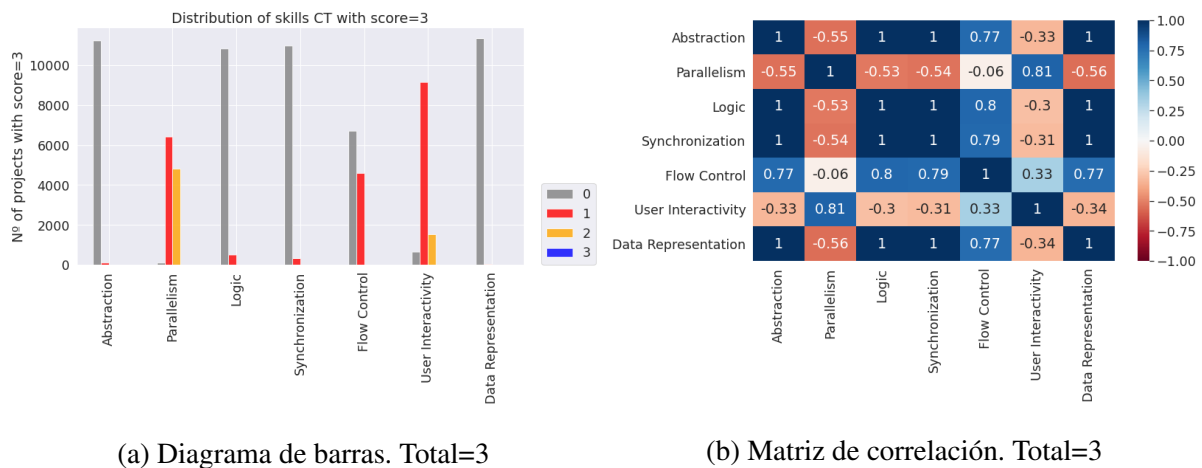 Distribution of skills CT with score=3
Nº of projects with score=3
10000
8000
6000
4000
2000
0
Abstraction
Parallelism
Logic
Synchronization
Flow Control
User Interactivity
Data Representation
0
1
2
3
(a) Diagrama de barras. Total=3
Abstraction 1 -0.55 1 1 0.77 -0.33 1
Parallelism -0.55 1 -0.53 -0.54 -0.06 0.81 -0.56
Logic 1 -0.53 1 1 0.8 -0.3 1
Synchronization 1 -0.54 1 1 0.79 -0.31 1
Flow Control 0.77 -0.06 0.8 0.79 1 0.33 0.77
User Interactivity -0.33 0.81 -0.3 -0.31 0.33 1 -0.34
Data Representation 1 -0.56 1 1 0.77 -0.34 1
Abstraction
Parallelism
Logic
Synchronization
Flow Control
User Interactivity
Data Representation
1.00
0.75
0.50
0.25
0.0
-0.25
-0.50
-0.75
-1.00
(b) Matriz de correlación. Total=3